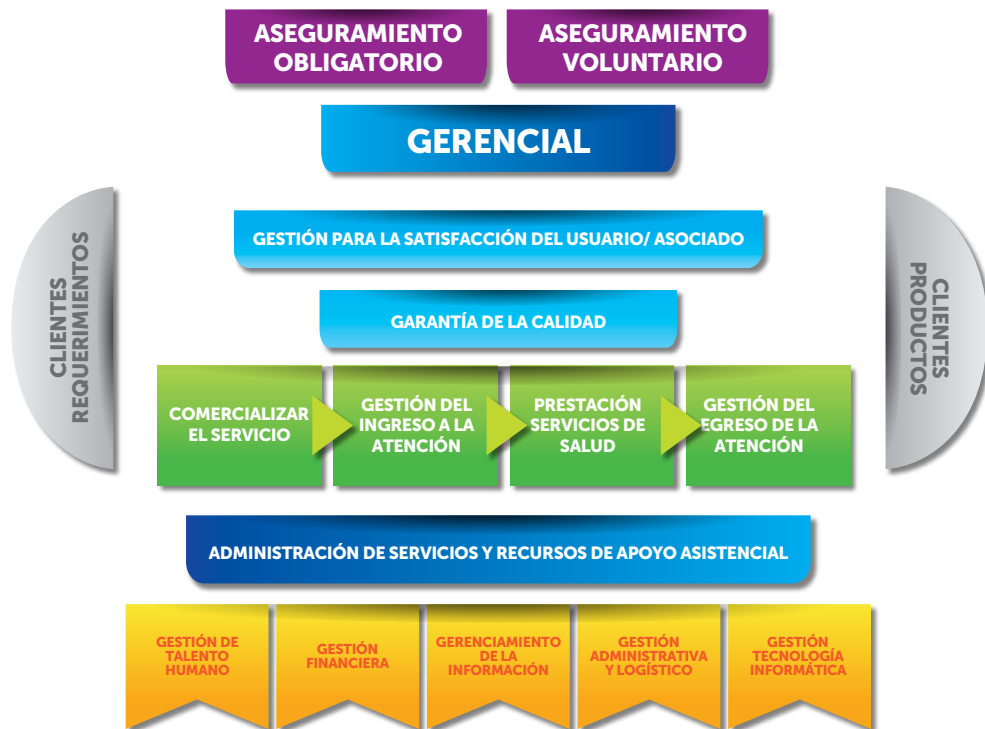 ASEGURAMIENTO
OBLIGATORIO
ASEGURAMIENTO
VOLUNTARIO
GERENCIAL
GESTIÓN PARA LA SATISFACCIÓN DEL USUARIO/ ASOCIADO
GARANTÍA DE LA CALIDAD
CLIENTES
REQUERIMIENTOS
CLIENTES
PRODUCTOS
COMERCIALIZAR
EL SERVICIO
GESTIÓN DEL
INGRESO A LA
ATENCIÓN
PRESTACIÓN
SERVICIOS DE
SALUD
GESTIÓN DEL
EGRESO DE LA
ATENCIÓN
ADMINISTRACIÓN DE SERVICIOS Y RECURSOS DE APOYO ASISTENCIAL
GESTIÓN DE
TALENTO
HUMANO
GESTIÓN
FINANCIERA
GERENCIAMIENTO
DE LA
INFORMACIÓN
GESTIÓN
ADMINISTRATIVA
Y LOGÍSTICO
GESTIÓN
TECNOLOGÍA
INFORMÁTICA